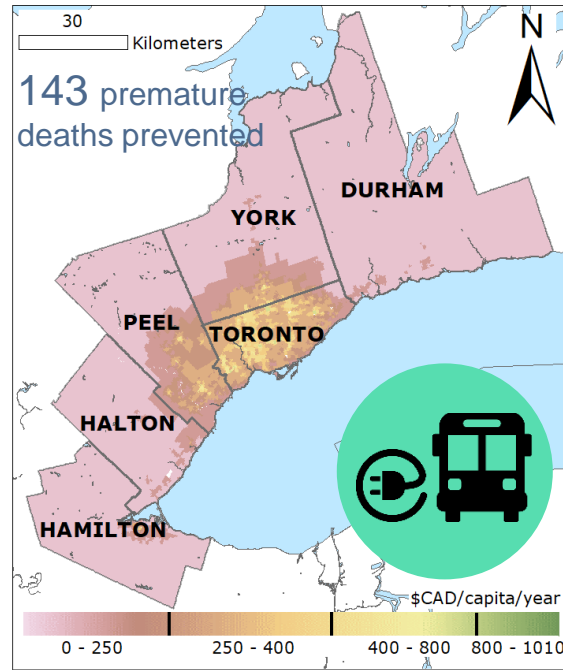 30
Kilometers
N
143 premature
deaths prevented
DURHAM
YORK
PEEL
TORONTO
HALTON
HAMILTON
$CAD/capita/year
0 - 250
250 - 400
400 - 800
800 - 1010